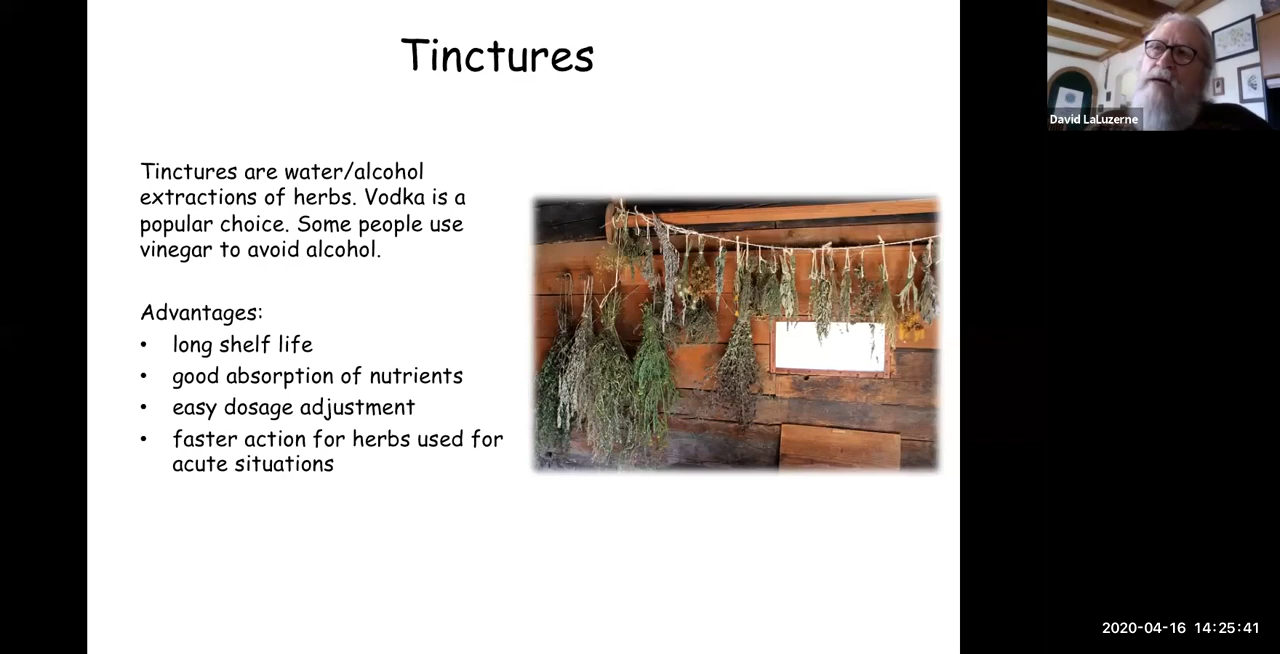 Tinctures
David LaLuzerne
Tinctures are water/alcohol
extractions of herbs. Vodka is a
popular choice. Some people use
vinegar to avoid alcohol.
Advantages:
• long shelf life
• good absorption of nutrients
• easy dosage adjustment
• faster action for herbs used for
acute situations
2020-04-16 14:25:41